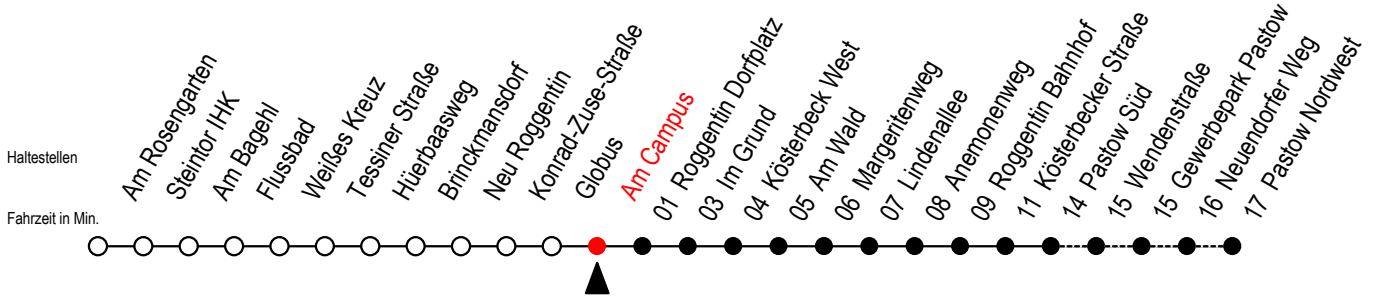 Haltestellen
Fahrzeit in Min.
Am Rosengarten
Steintor IHK
Am Bagehl
Flussbad
Weißes Kreuz
Tessiner Straße
Hüerbaasweg
Brinckmansdorf
Neu Roggentin
Konrad-Zuse-Straße
Globus
Am Campus
01 Roggentin Dorfplatz
03 Im Grund
04 Kösterbeck West
05 Am Wald
06 Margeritenweg
07 Lindenallee
08 Anemonenweg
09 Roggentin Bahnhof
11 Kösterbecker Straße
14 Pastow Süd
15 Wendenstraße
15 Gewerbepark Pastow
16 Neuendorfer Weg
17 Pastow Nordwest